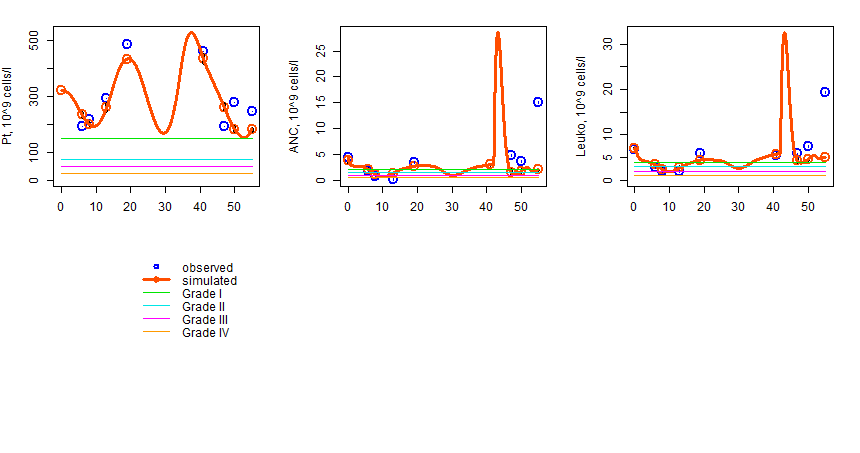 Pt, 10^9 cells/l
0 100 300 500
0 10 20 30 40 50
ANC, 10^9 cells/l
0 5 10 15 20 25
0 10 20 30 40 50
Leuko, 10^9 cells/l
0 5 10 20 30
0 10 20 30 40 50
observed
simulated
Grade I
Grade II
Grade III
Grade IV